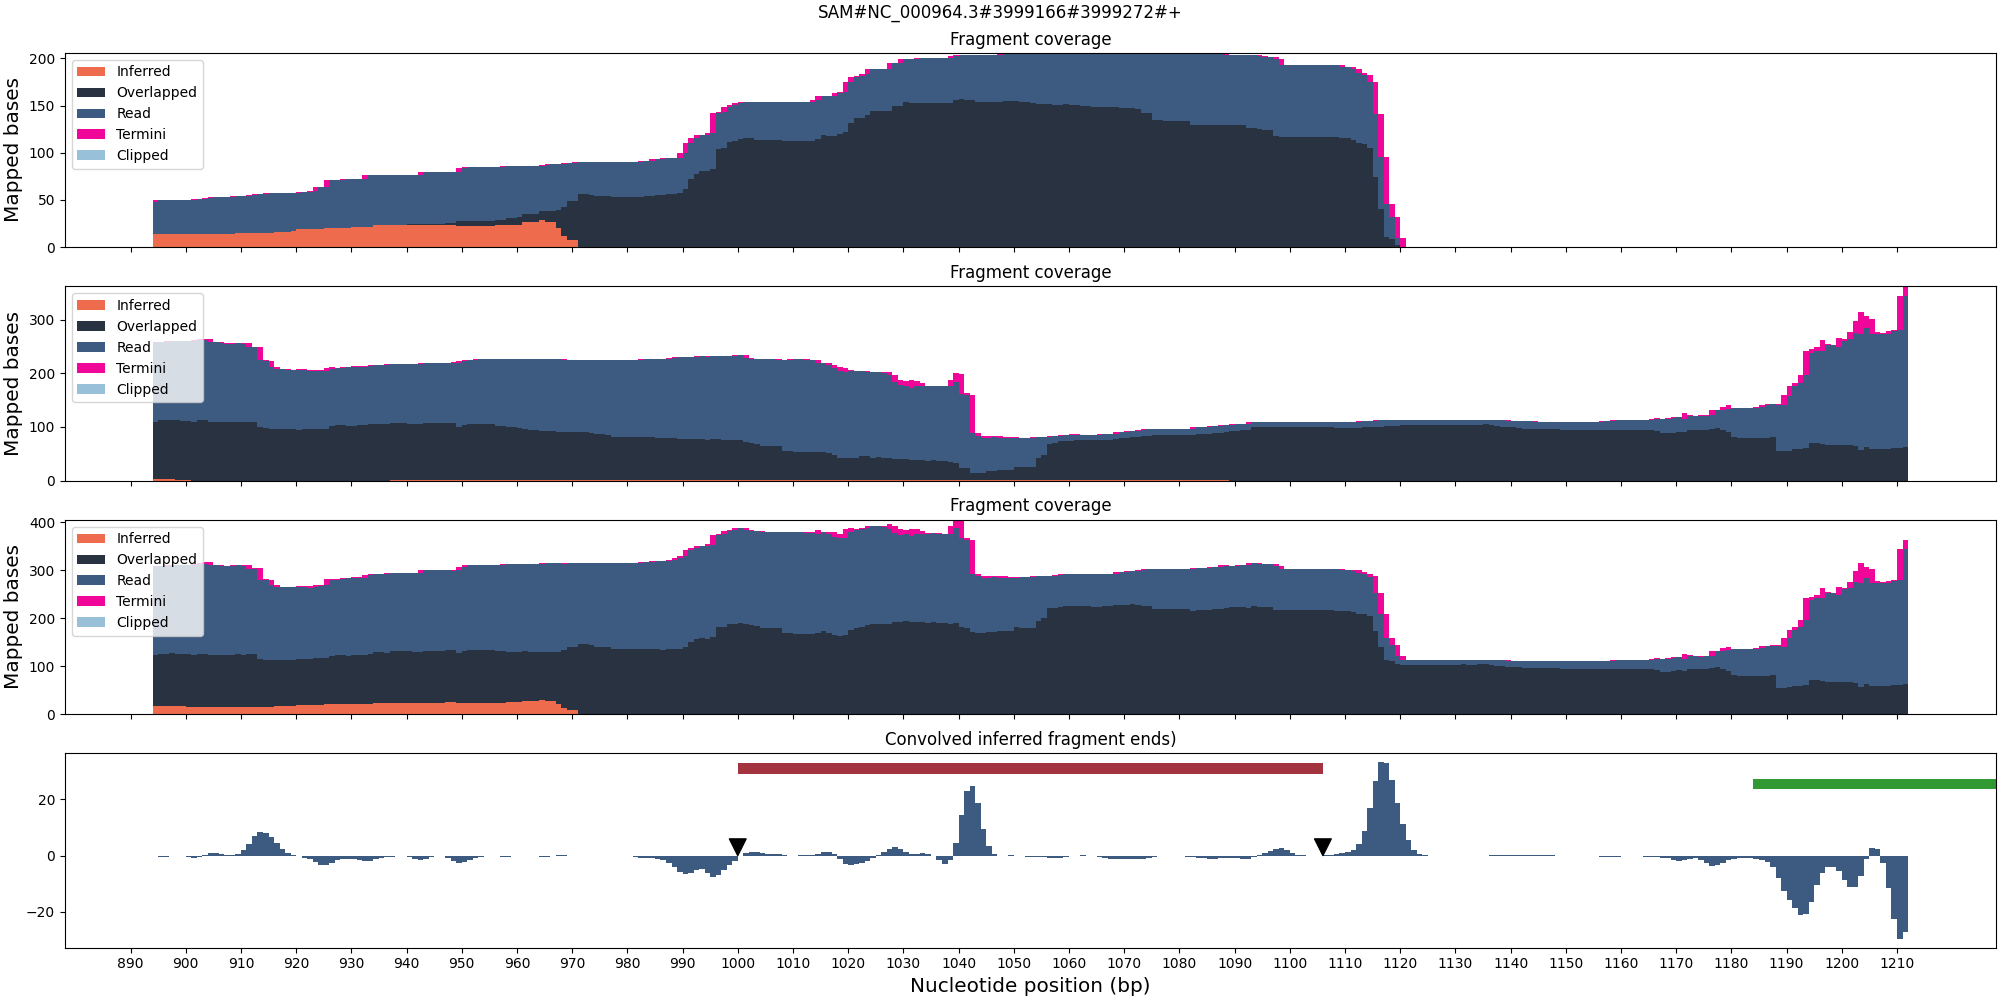 SAM#NC_000964.3#3999166#3999272#+
Fragment coverage
Mapped bases
200
150
100
50
0
Inferred
Overlapped
Read
Termini
Clipped
Fragment coverage
Mapped bases
300
200
100
0
Inferred
Overlapped
Read
Termini
Clipped
Fragment coverage
Mapped bases
400
300
200
100
0
Inferred
Overlapped
Read
Termini
Clipped
Convolved inferred fragment ends)
20
0
−20
890 900 910 920 930 940 950 960 970 980 990 1000 1010 1020 1030 1040 1050 1060 1070 1080 1090 1100 1110 1120 1130 1140 1150 1160 1170 1180 1190 1200 1210
Nucleotide position (bp)